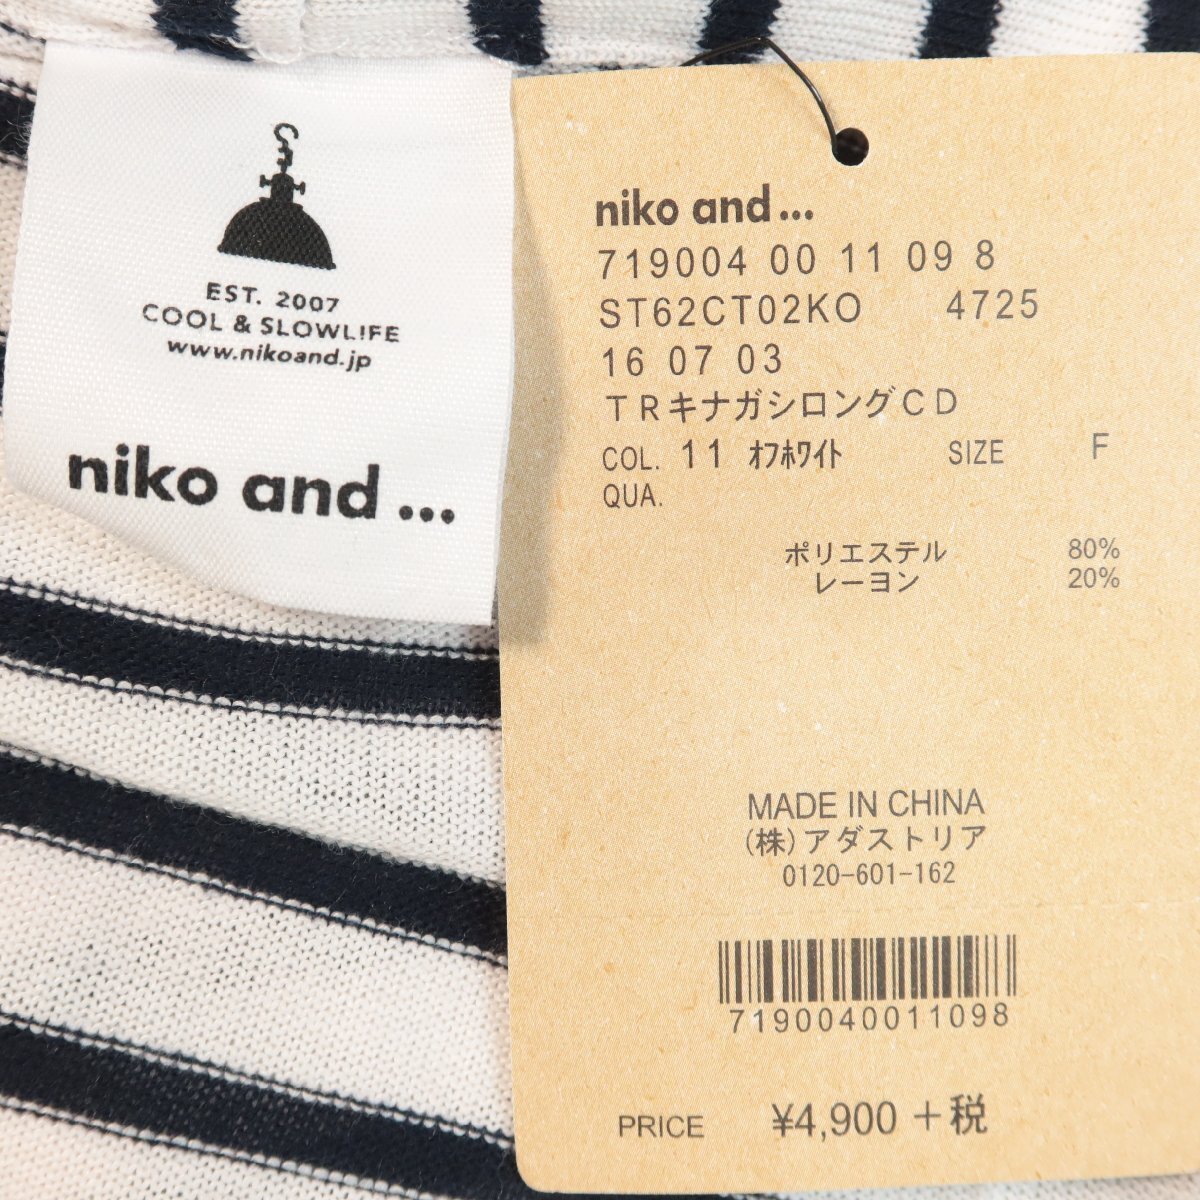 EST. 2007
COOL & SLOWL!FE
www.nikoand.jp
niko and ...
niko and ...
719004 00 11 09 8
ST62CT02KO 4725
16 07 03
ＴＲキナガシロングＣＤ
COL. 11 ｵﾌﾎﾜｲﾄ SIZE F
QUA.
ポリエステル 80%
レーヨン 20%
MADE IN CHINA
(株)アダストリア
0120-601-162
7190040011098
PRICE ¥4,900 +税